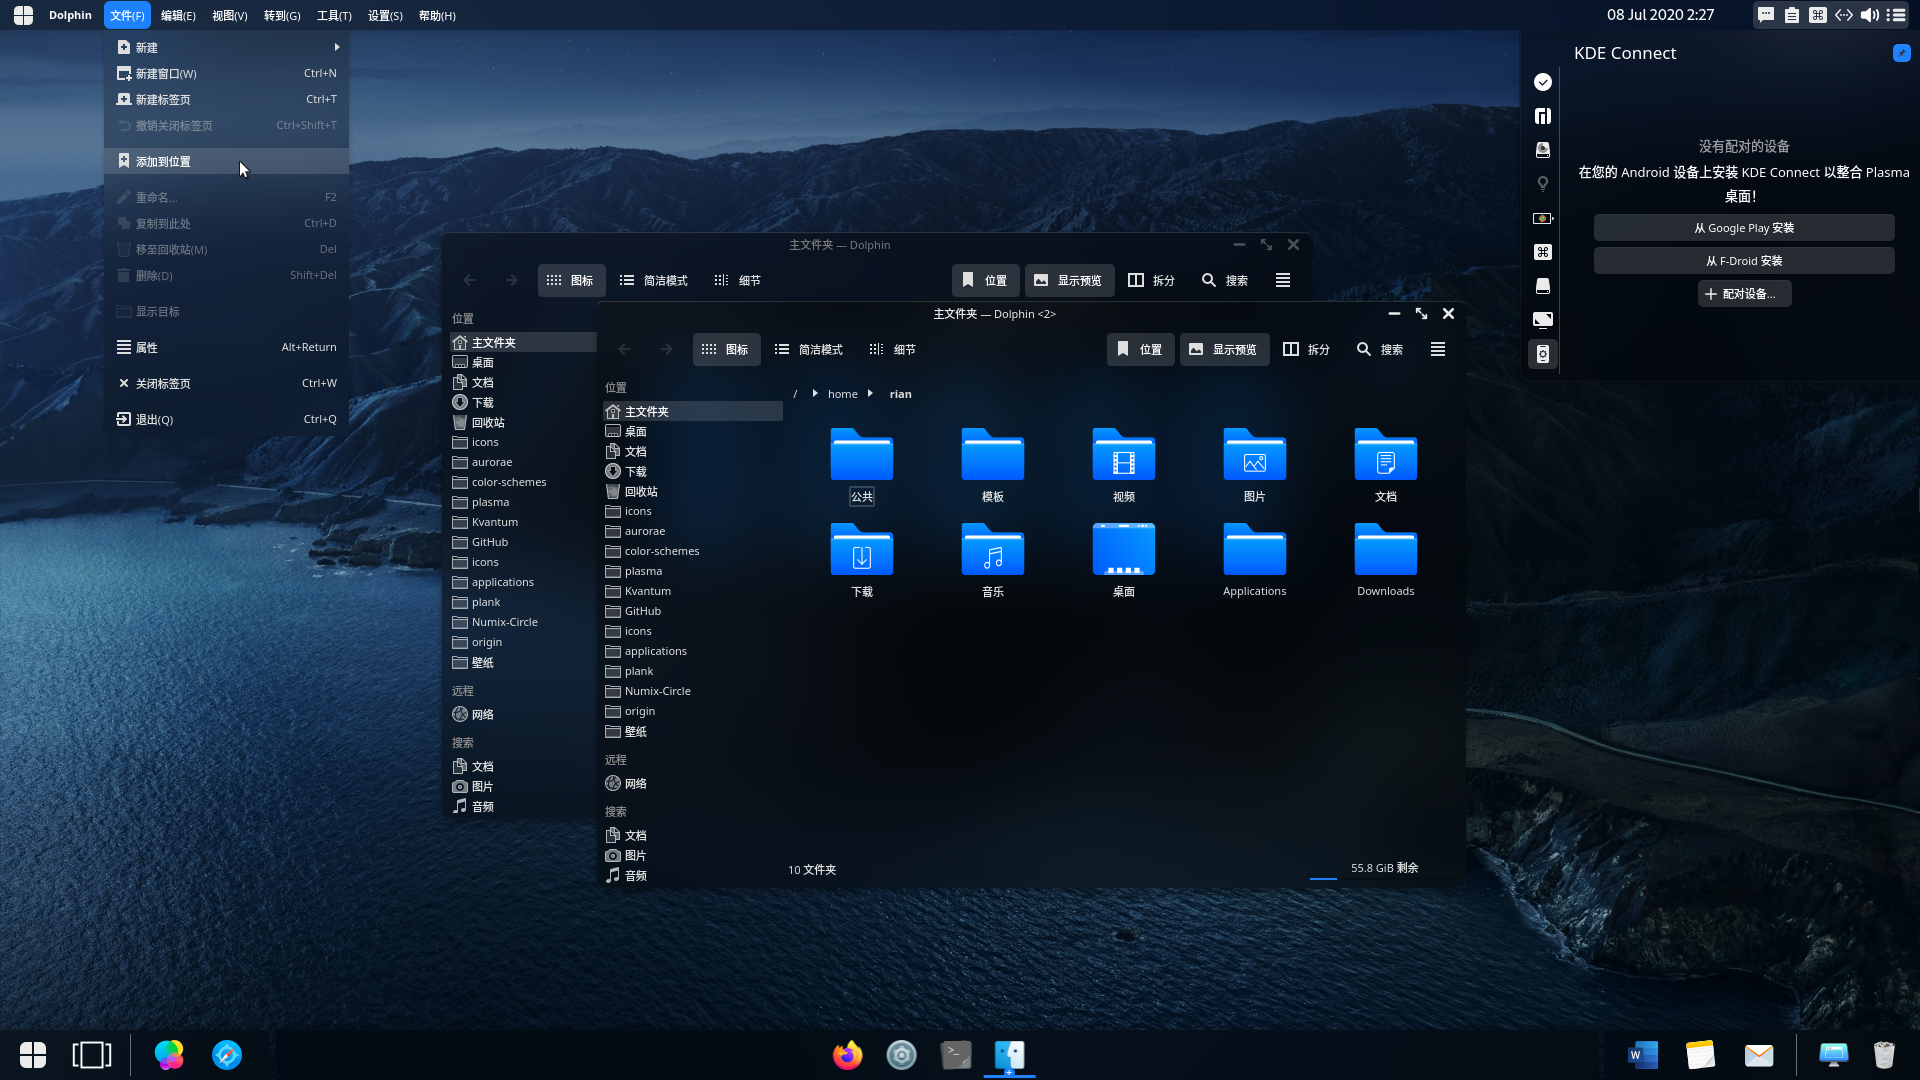 Dolphin 文件(F) 编辑(E) 视图(V) 转到(G) 工具(T) 设置(S) 帮助(H) 08 Jul 2020 2:27
新建
新建窗口(W) Ctrl+N
新建标签页 Ctrl+T
撤销关闭标签页 Ctrl+Shift+T
添加到位置
重命名... F2
复制到此处 Ctrl+D
移至回收站(M) Del
删除(D) Shift+Del
显示目标
属性 Alt+Return
关闭标签页 Ctrl+W
退出(Q) Ctrl+Q
KDE Connect
没有配对的设备
在您的 Android 设备上安装 KDE Connect 以整合 Plasma
桌面!
从 Google Play 安装
从 F-Droid 安装
配对设备...
主文件夹 — Dolphin
图标 简洁模式 细节 位置 显示预览 拆分 搜索
位置
主文件夹
桌面
文档
下载
回收站
icons
aurorae
color-schemes
plasma
Kvantum
GitHub
icons
applications
plank
Numix-Circle
origin
壁纸
远程
网络
搜索
文档
图片
音频
主文件夹 — Dolphin <2>
图标 简洁模式 细节 位置 显示预览 拆分 搜索
位置
主文件夹
桌面
文档
下载
回收站
icons
aurorae
color-schemes
plasma
Kvantum
GitHub
icons
applications
plank
Numix-Circle
origin
壁纸
远程
网络
搜索
文档
图片
音频
/ home rian
公共 模板 视频 图片 文档
下载 音乐 桌面 Applications Downloads
10 文件夹 55.8 GiB 剩余
W